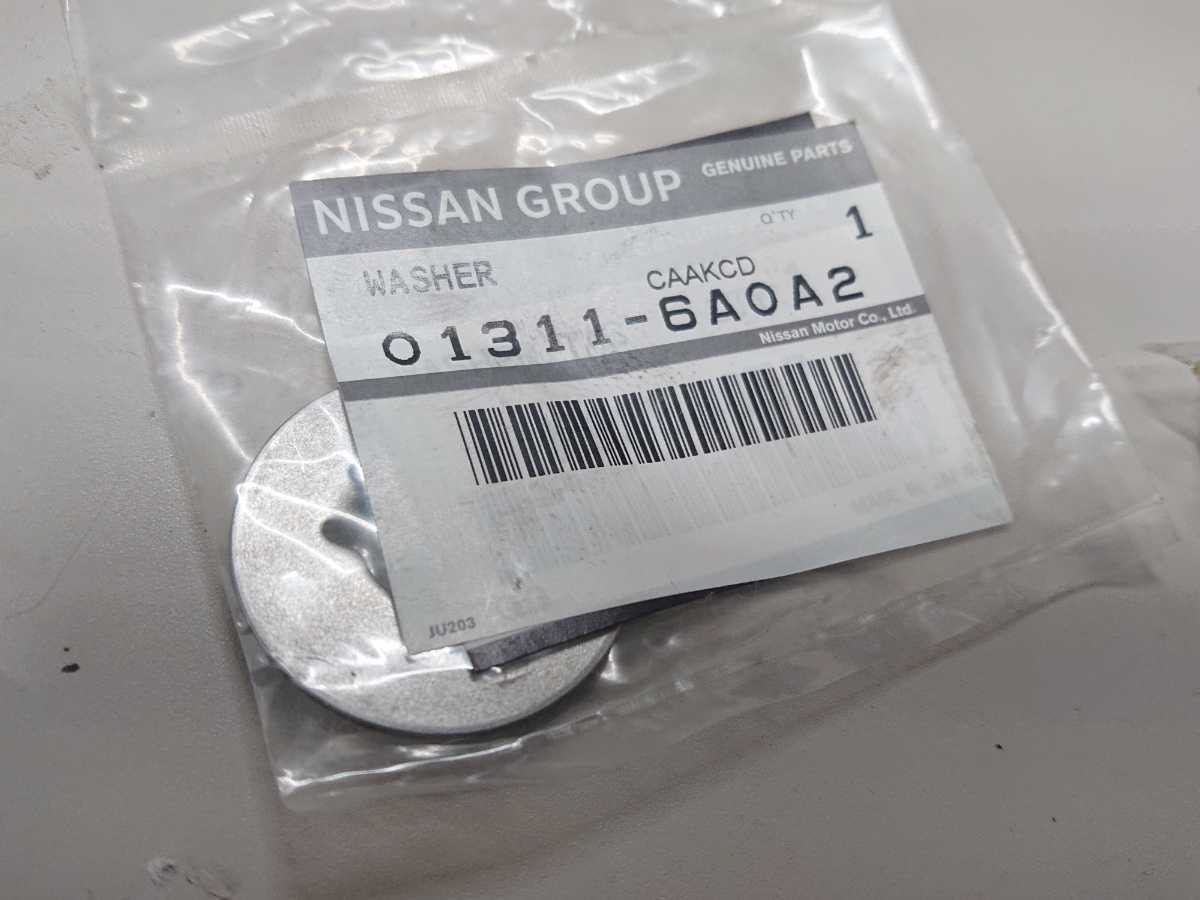 NISSAN GROUP GENUINE PARTS
Q'TY 1
WASHER CAAKCD
01311-6A0A2
Nissan Motor Co., Ltd.
JU203